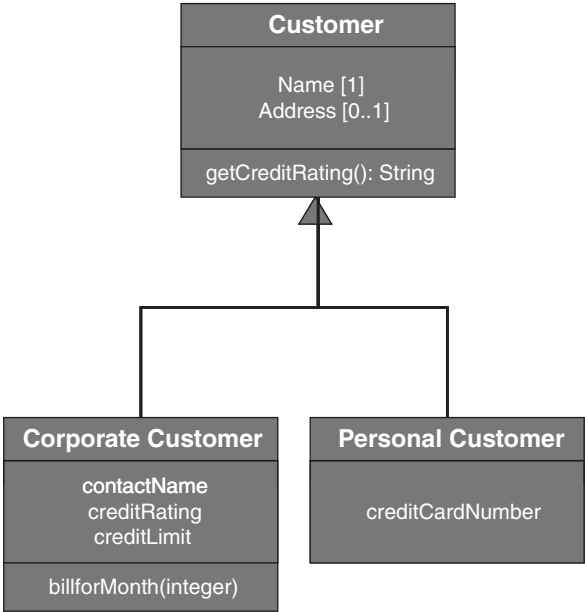 Customer
Name [1]
Address [0..1]
getCreditRating(): String
Corporate Customer
contactName
creditRating
creditLimit
billforMonth(integer)
Personal Customer
creditCardNumber